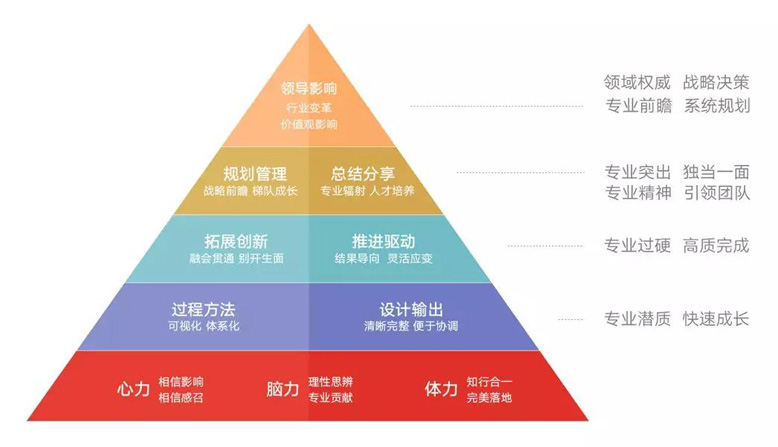 领导影响
行业变革
价值观影响
领域权威 战略决策
专业前瞻 系统规划
规划管理 总结分享
战略前瞻 梯队成长 专业辐射 人才培养
专业突出 独当一面
专业精神 引领团队
拓展创新 推进驱动
融会贯通 别开生面 结果导向 灵活应变
专业过硬 高质完成
过程方法 设计输出
可视化 体系化 清晰完整 便于协调
专业潜质 快速成长
心力 相信影响 脑力 理性思辨 体力 知行合一
相信感召 专业贡献 完美落地